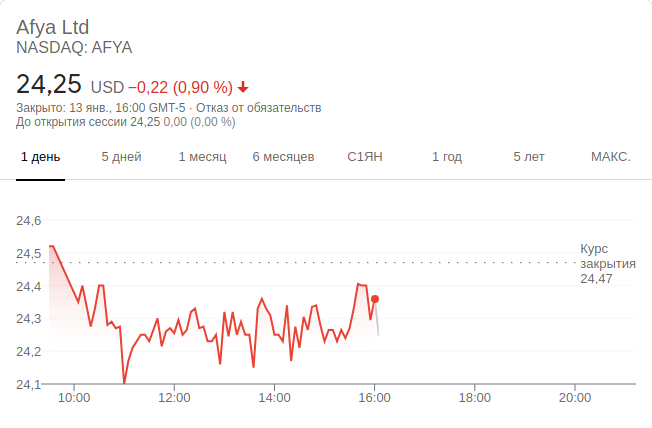 Afya Ltd
NASDAQ: AFYA
24,25 USD −0,22 (0,90 %)
Закрыто: 13 янв., 16:00 GMT-5 · Отказ от обязательств
До открытия сессии 24,25 0,00 (0,00 %)
1 день 5 дней 1 месяц 6 месяцев С1ЯН 1 год 5 лет МАКС.
24,6
24,5
24,4
24,3
24,2
24,1
Курс
закрытия
24,47
10:00 12:00 14:00 16:00 18:00 20:00